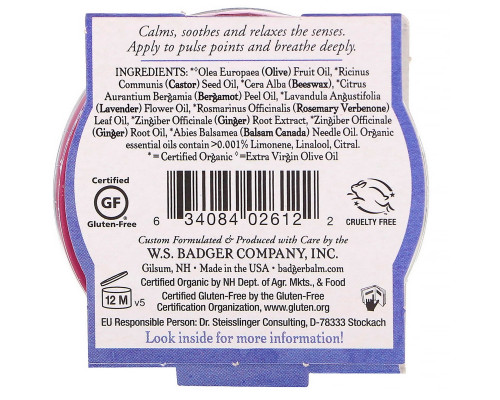 Calms, soothes and relaxes the senses.
Apply to pulse points and breathe deeply.
INGREDIENTS: *◊Olea Europaea (Olive) Fruit Oil, *Ricinus
Communis (Castor) Seed Oil, *Cera Alba (Beeswax), *Citrus
Aurantium Bergamia (Bergamot) Peel Oil, *Lavandula Angustifolia
(Lavender) Flower Oil, *Rosmarinus Officinalis (Rosemary Verbenone)
Leaf Oil, *Zingiber Officinale (Ginger) Root Extract, *Zingiber Officinale
(Ginger) Root Oil, *Abies Balsamea (Balsam Canada) Needle Oil. Organic
essential oils contain >0.001% Limonene, Linalool, Citral.
* = Certified Organic ◊=Extra Virgin Olive Oil
Certified
GF
Gluten-Free
6 34084 02612 2
CRUELTY FREE
Custom Formulated & Produced with Care by the
W.S. BADGER COMPANY, INC.
Gilsum, NH • Made in the USA • badgerbalm.com
Certified Organic by NH Dept. of Agr. Mkts., & Food
12 M v5
Certified Gluten-Free by the Gluten-Free
Certification Organization, www.gluten.org
EU Responsible Person: Dr. Steisslinger Consulting, D-78333 Stockach
Look inside for more information!